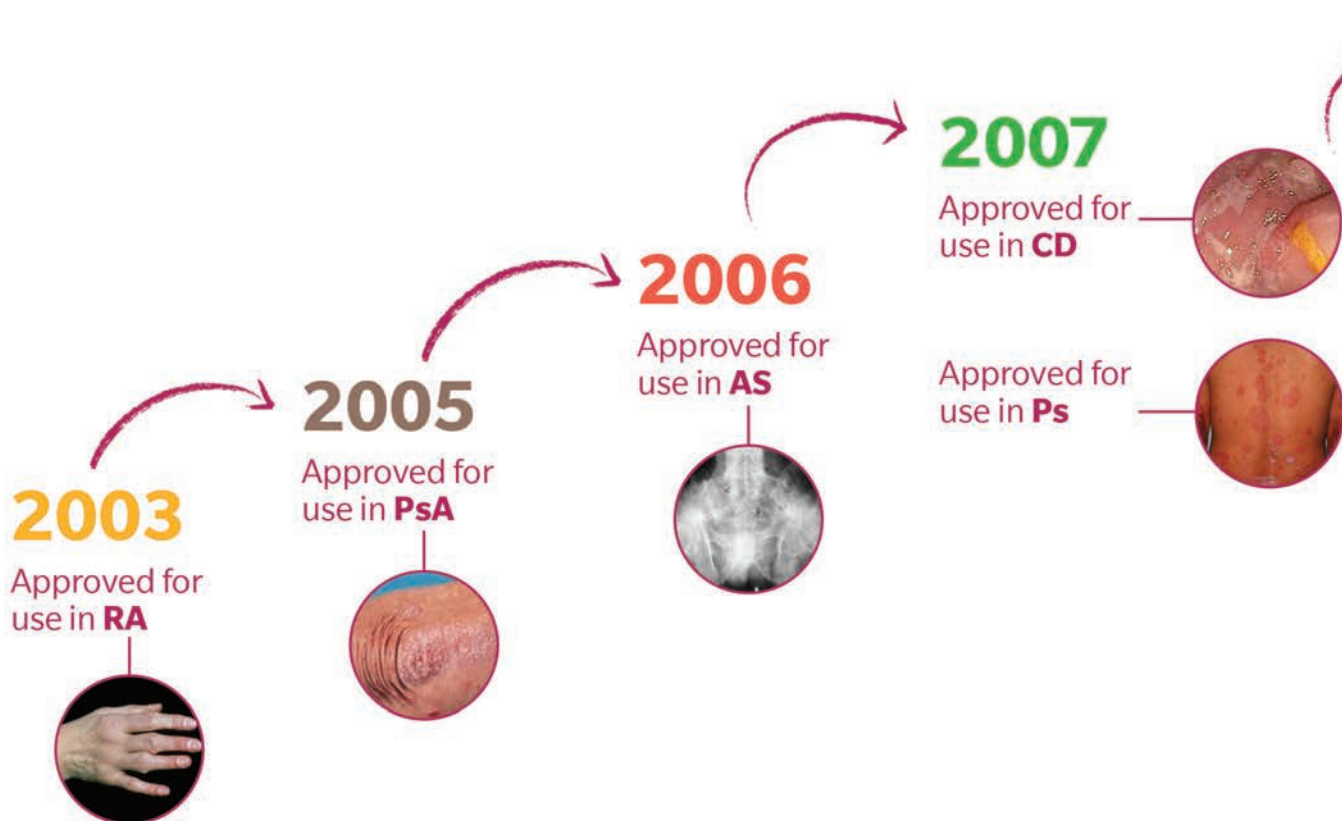 2003
Approved for
use in RA
2005
Approved for
use in PsA
2006
Approved for
use in AS
2007
Approved for
use in CD
Approved for
use in Ps